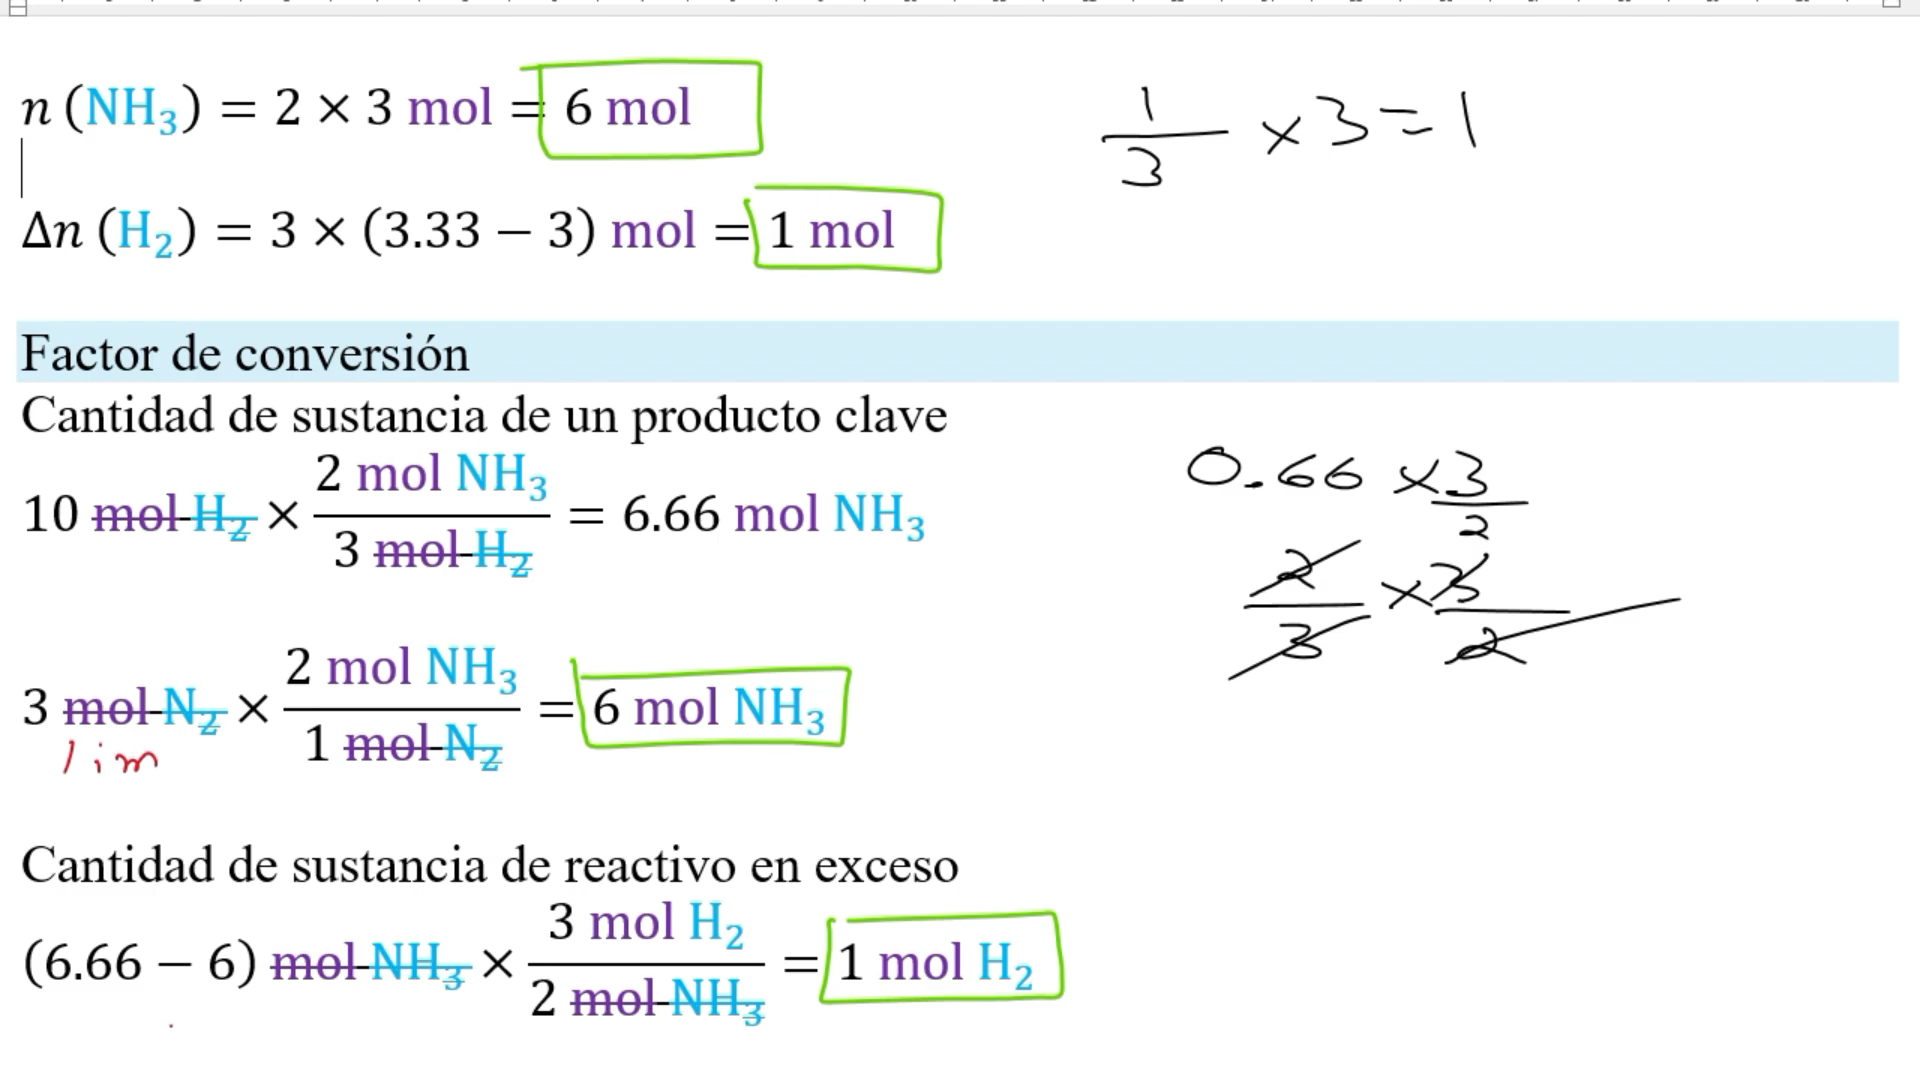 n (NH₃) = 2 × 3 mol = 6 mol
1/3 × 3 = 1
Δn (H₂) = 3 × (3.33 − 3) mol = 1 mol
Factor de conversión
Cantidad de sustancia de un producto clave
10 mol H₂ × (2 mol NH₃)/(3 mol H₂) = 6.66 mol NH₃
0.66 × 3/2
2/3 × 3/2
3 mol N₂ × (2 mol NH₃)/(1 mol N₂) = 6 mol NH₃
lim
Cantidad de sustancia de reactivo en exceso
(6.66 − 6) mol NH₃ × (3 mol H₂)/(2 mol NH₃) = 1 mol H₂